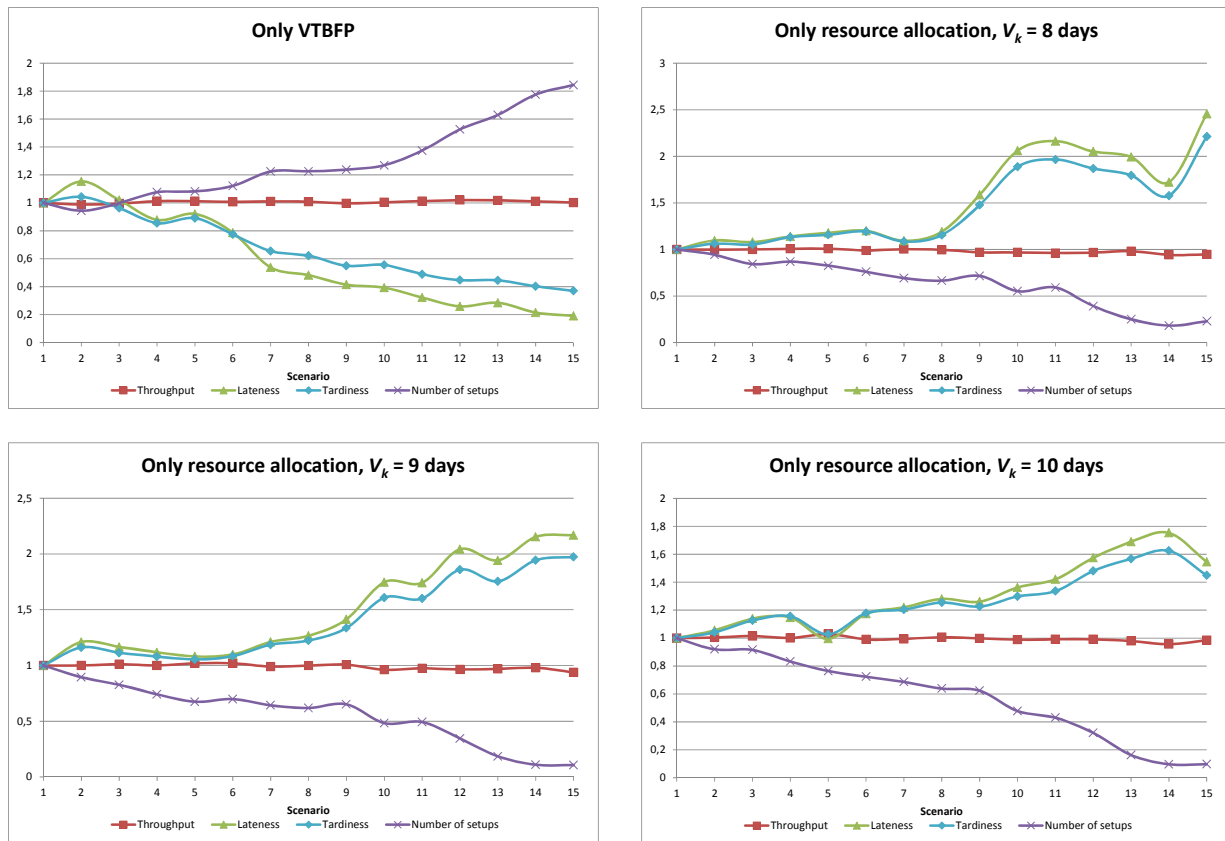 Only VTBFP
2
1,8
1,6
1,4
1,2
1
0,8
0,6
0,4
0,2
0
1 2 3 4 5 6 7 8 9 10 11 12 13 14 15
Scenario
Throughput Lateness Tardiness Number of setups
Only resource allocation, Vk = 8 days
3
2,5
2
1,5
1
0,5
0
1 2 3 4 5 6 7 8 9 10 11 12 13 14 15
Scenario
Throughput Lateness Tardiness Number of setups
Only resource allocation, Vk = 9 days
2,5
2
1,5
1
0,5
0
1 2 3 4 5 6 7 8 9 10 11 12 13 14 15
Scenario
Throughput Lateness Tardiness Number of setups
Only resource allocation, Vk = 10 days
2
1,8
1,6
1,4
1,2
1
0,8
0,6
0,4
0,2
0
1 2 3 4 5 6 7 8 9 10 11 12 13 14 15
Scenario
Throughput Lateness Tardiness Number of setups